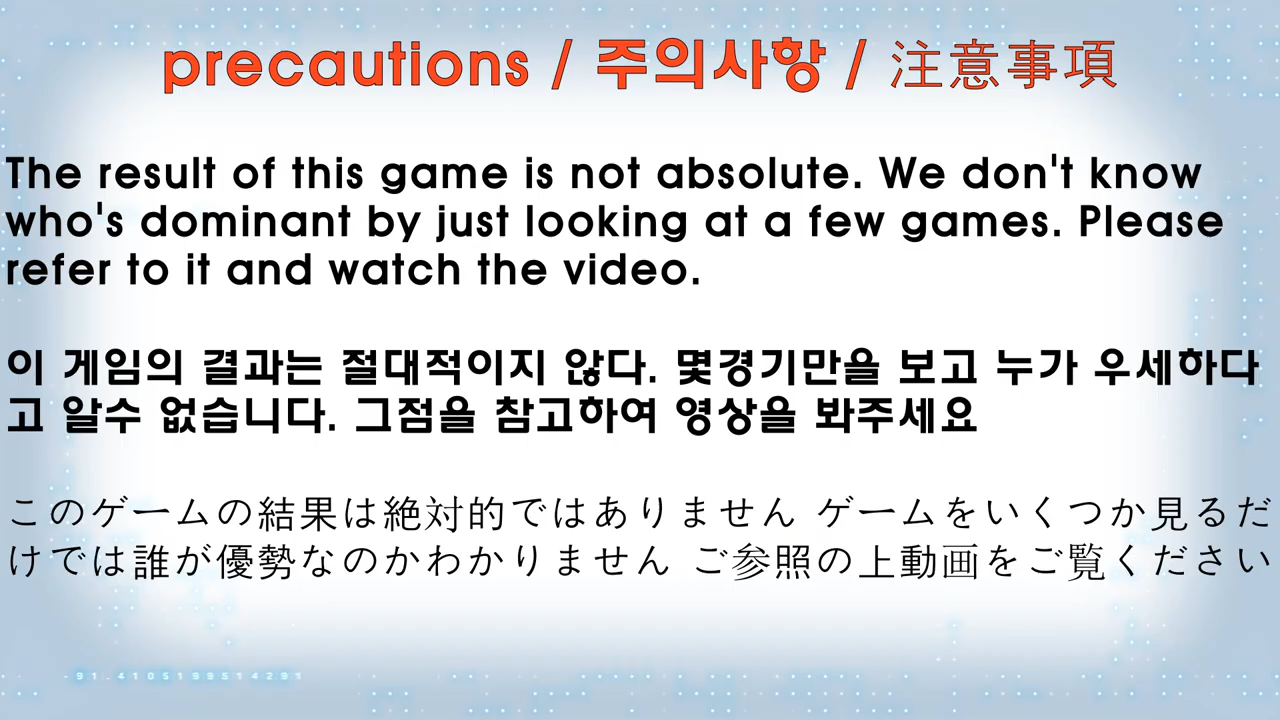 precautions / 주의사항 / 注意事項
The result of this game is not absolute. We don't know
who's dominant by just looking at a few games. Please
refer to it and watch the video.
이 게임의 결과는 절대적이지 않다. 몇경기만을 보고 누가 우세하다
고 알수 없습니다. 그점을 참고하여 영상을 봐주세요
このゲームの結果は絶対的ではありません ゲームをいくつか見るだ
けでは誰が優勢なのかわかりません ご参照の上動画をご覧ください
-91.4105199514291